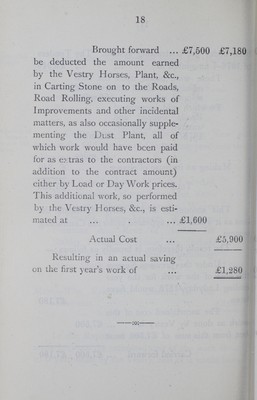 18
Brought forward ... £7,500 £7,180
be deducted the amount earned
by the Vestry Horses, Plant, &c.,
in Carting Stone on to the Roads,
Road Rolling, executing works of
Improvements and other incidental
matters, as also occasionally supple-
menting the Dust Plant, all of
which work would have been paid
for as extras to the contractors (in
addition to the contract amount)
either by Load or Day Work prices.
This additional work, so performed
by the Vestry Horses, &c., is esti-
mated at ... . ... £1,600
Actual Cost ... £5,900
Resulting in an actual saving
on the first year's work of ... £1,280